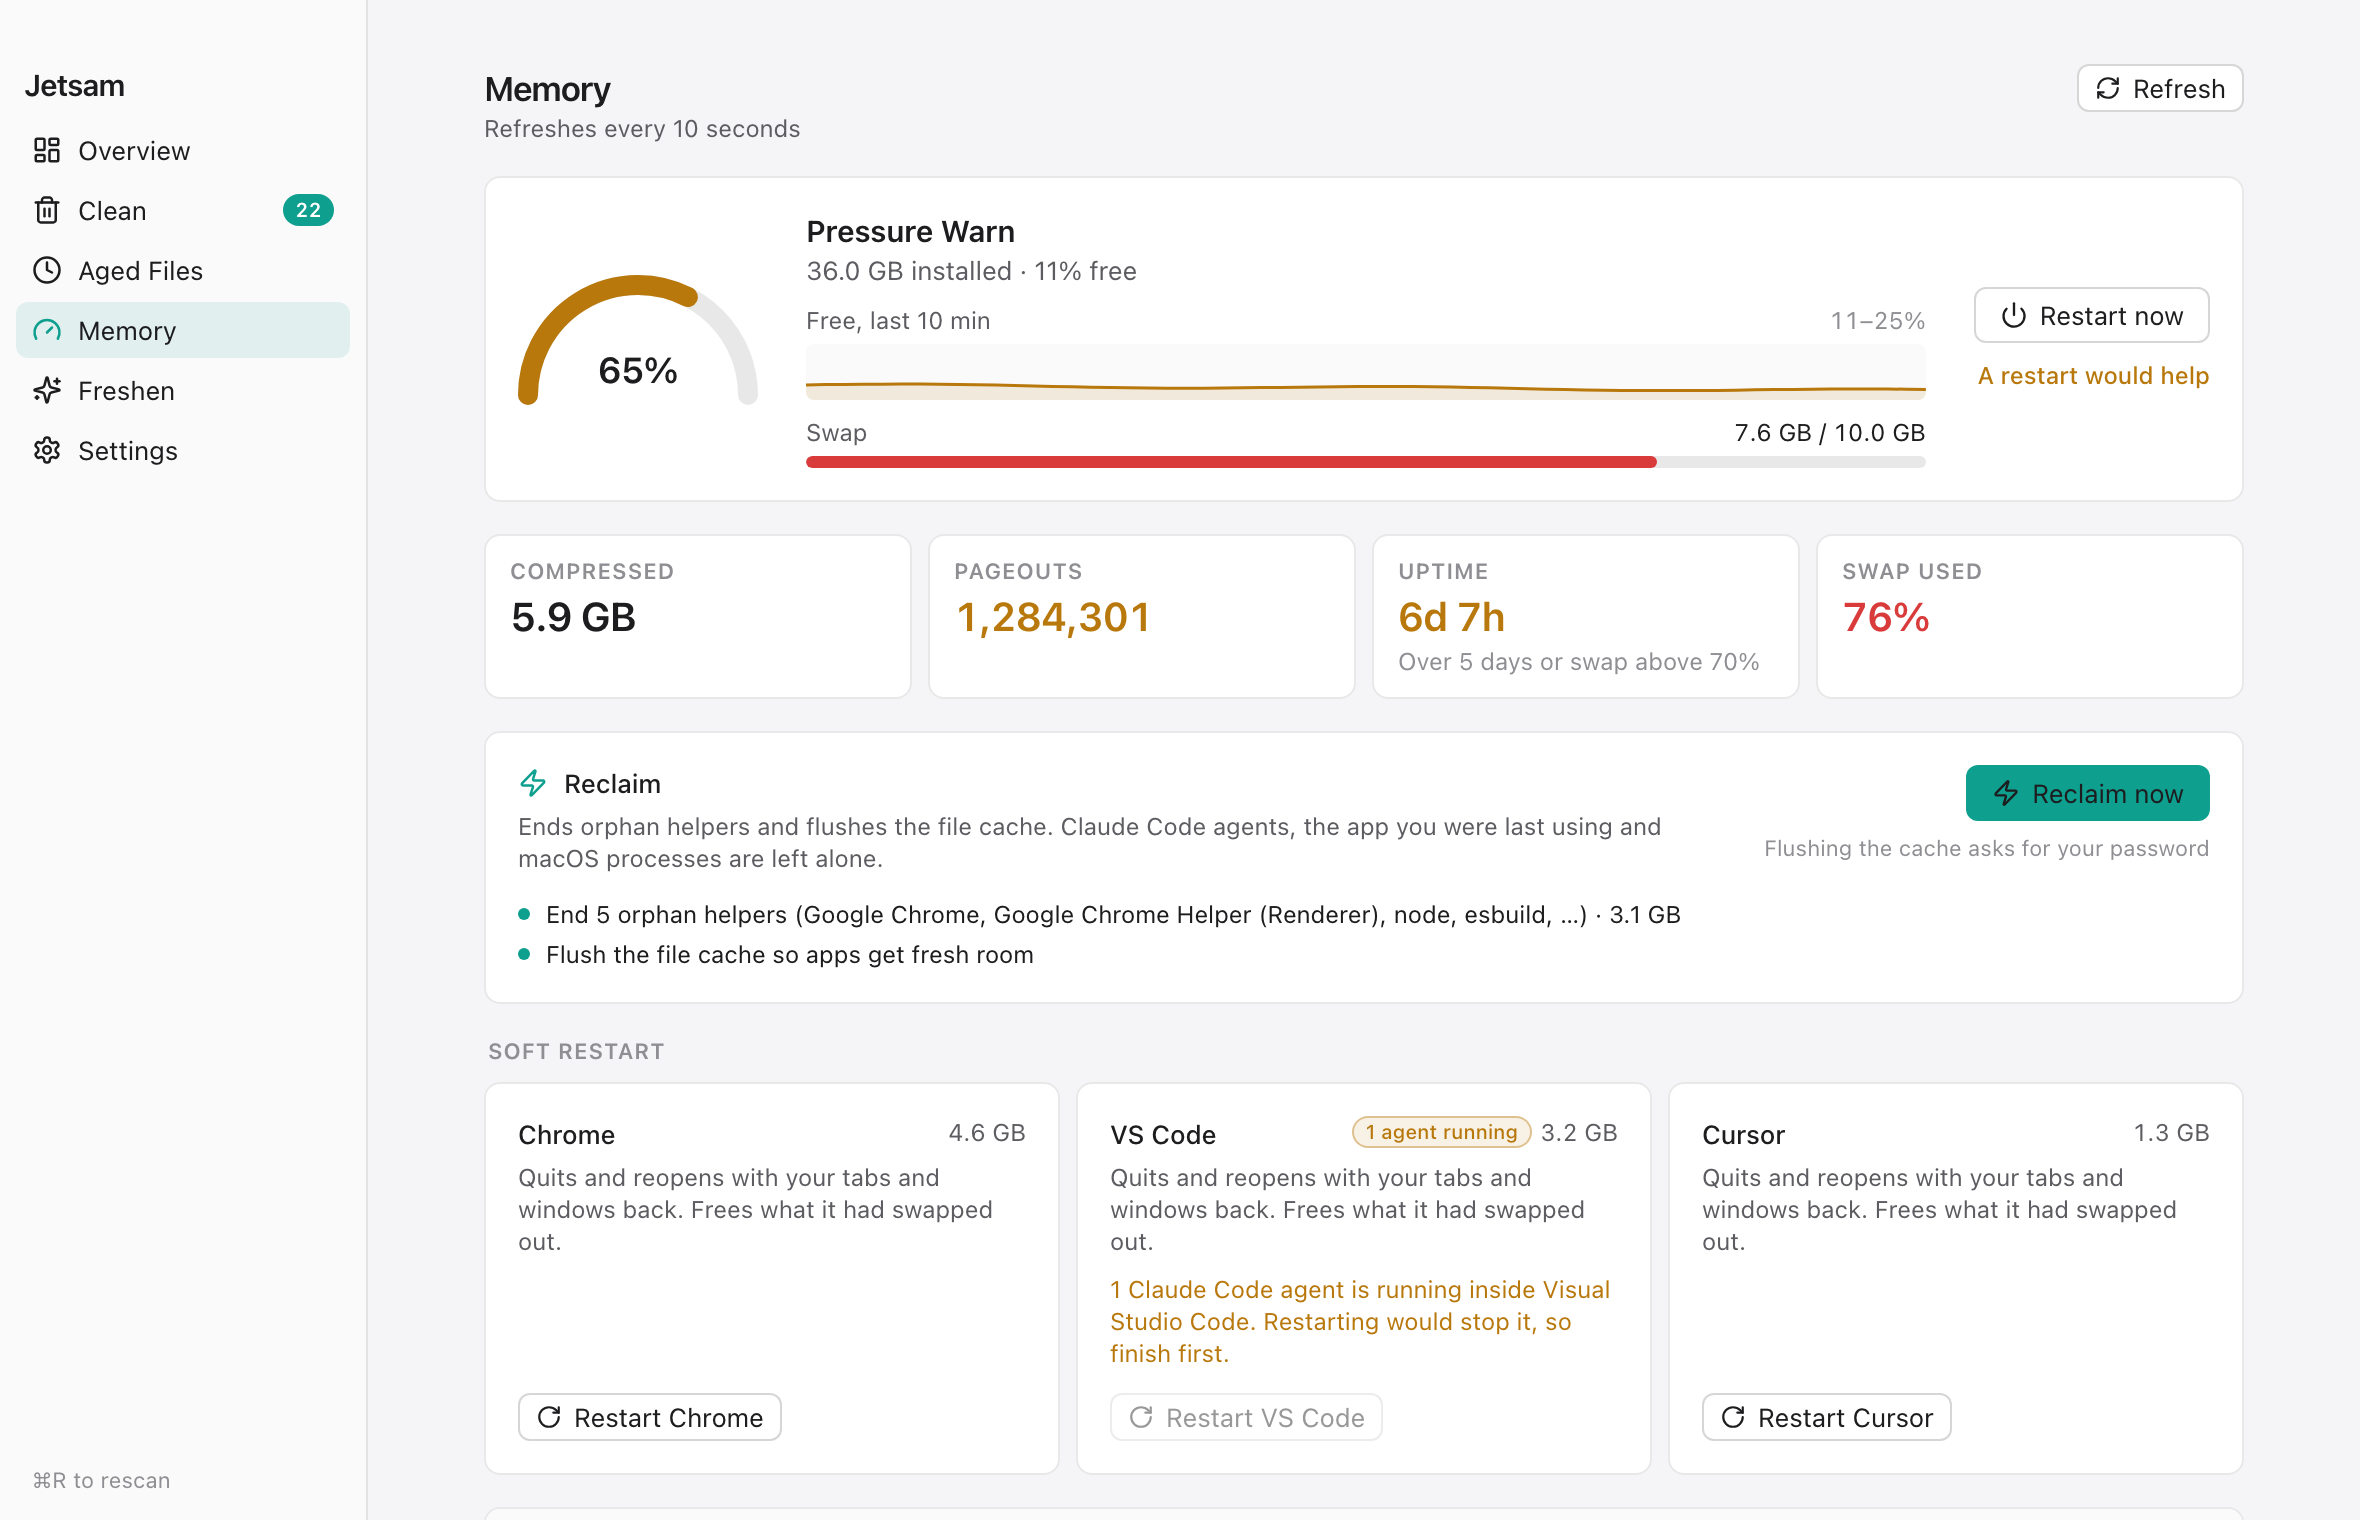 Jetsam
Overview
Clean
22
Aged Files
Memory
Freshen
Settings
⌘R to rescan
Memory
Refreshes every 10 seconds
Refresh
65%
Pressure Warn
36.0 GB installed · 11% free
Free, last 10 min
11–25%
Swap
7.6 GB / 10.0 GB
Restart now
A restart would help
COMPRESSED
5.9 GB
PAGEOUTS
1,284,301
UPTIME
6d 7h
Over 5 days or swap above 70%
SWAP USED
76%
Reclaim
Ends orphan helpers and flushes the file cache. Claude Code agents, the app you were last using and
macOS processes are left alone.
End 5 orphan helpers (Google Chrome, Google Chrome Helper (Renderer), node, esbuild, ...) · 3.1 GB
Flush the file cache so apps get fresh room
Reclaim now
Flushing the cache asks for your password
SOFT RESTART
Chrome
4.6 GB
Quits and reopens with your tabs and
windows back. Frees what it had swapped
out.
Restart Chrome
VS Code
1 agent running
3.2 GB
Quits and reopens with your tabs and
windows back. Frees what it had swapped
out.
1 Claude Code agent is running inside Visual
Studio Code. Restarting would stop it, so
finish first.
Restart VS Code
Cursor
1.3 GB
Quits and reopens with your tabs and
windows back. Frees what it had swapped
out.
Restart Cursor